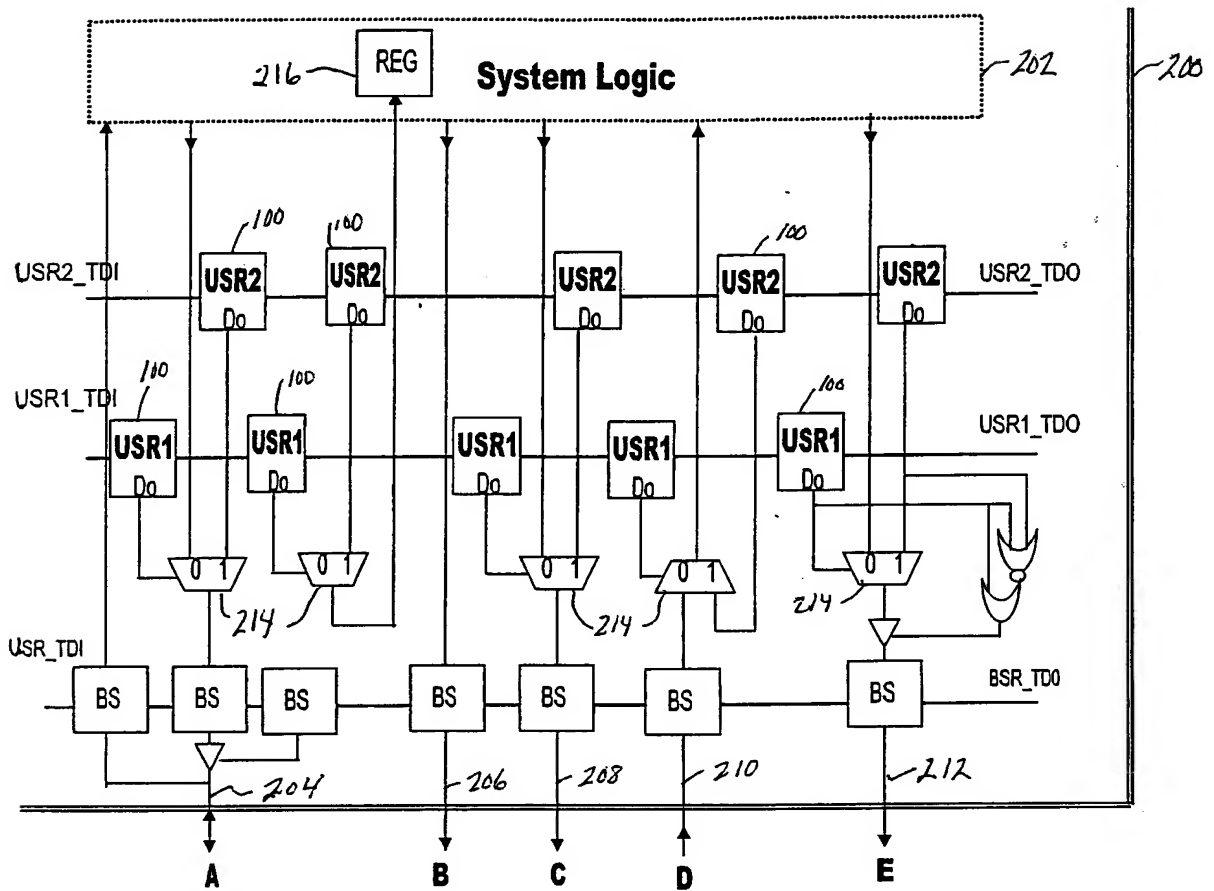 REG
216
System Logic
202
200
100
100
100
USR2_TDI
USR2
USR2
USR2
USR2
USR2
USR2_TDO
Do
Do
Do
Do
Do
100
100
100
USR1_TDI
USR1
USR1
USR1
USR1
USR1
USR1_TDO
Do
Do
Do
Do
Do
0 1
0 1
0 1
0 1
0 1
214
214
214
USR_TDI
BS
BS
BS
BS
BS
BS
BS
BSR_TDO
204
206
208
210
212
A
B
C
D
E